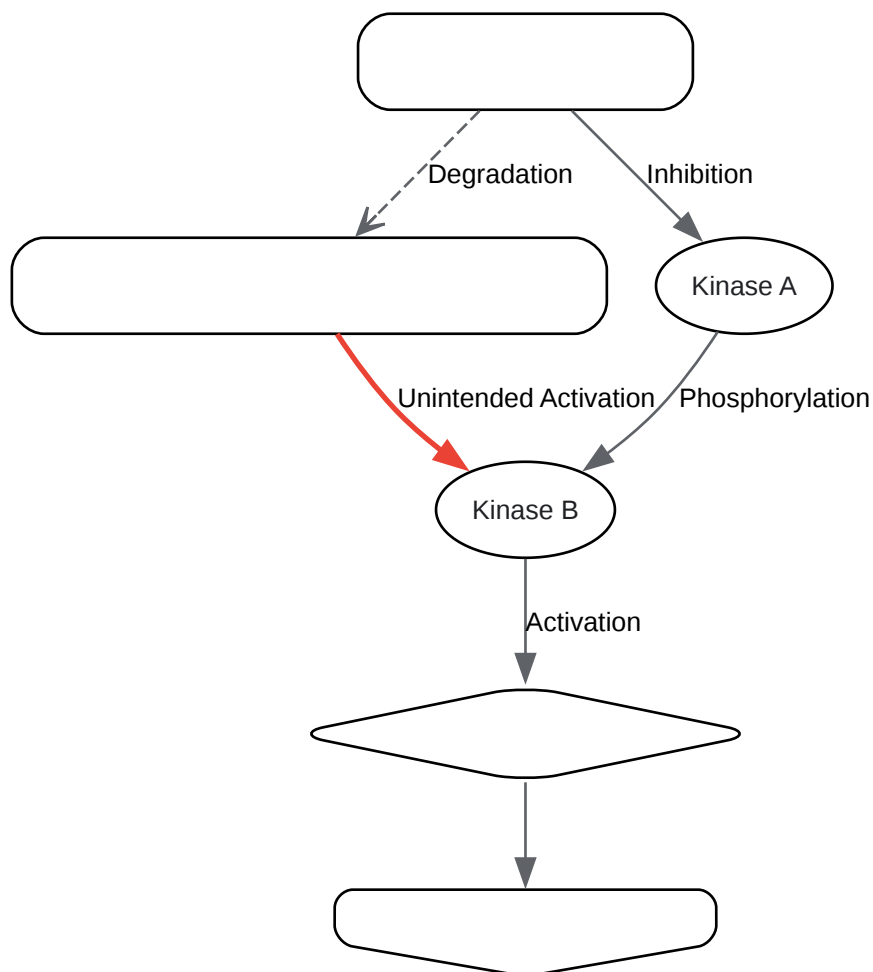 Degradation
Inhibition
Kinase A
Unintended Activation
Phosphorylation
Kinase B
Activation